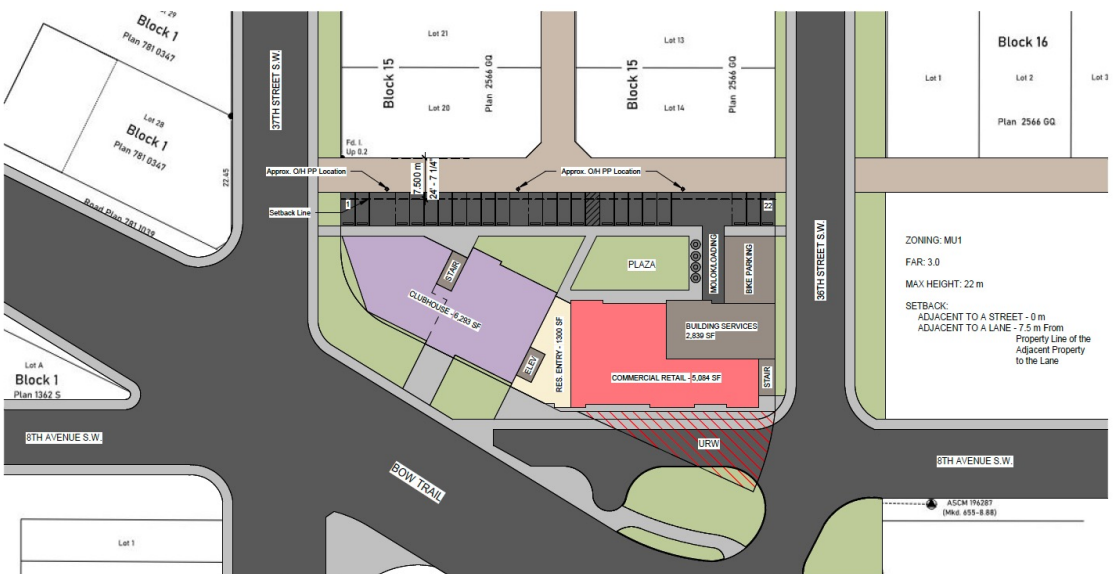 Lot 29
Block 1
Plan 781 0347
Lot 28
Block 1
Plan 781 0347
22.45
Road Plan 781 1039
37TH STREET S.W.
Lot 21
Block 15
Plan 2566 GQ
Lot 20
Lot 13
Block 15
Plan 2566 GQ
Lot 14
Block 16
Lot 1
Lot 2
Lot 3
Plan 2566 GQ
Fd. I.
Up 0.2
Approx. O/H PP Location
7.500 m
24' - 7 1/4"
Approx. O/H PP Location
Setback Line
1
22
36TH STREET S.W.
STAIR
CLUBHOUSE - 6,293 SF
PLAZA
MOLOK/LOADING
BIKE PARKING
BUILDING SERVICES
2,839 SF
RES. ENTRY - 1300 SF
ELEV
COMMERCIAL RETAIL - 5,084 SF
STAIR
URW
ZONING: MU1
FAR: 3.0
MAX HEIGHT: 22 m
SETBACK:
ADJACENT TO A STREET - 0 m
ADJACENT TO A LANE - 7.5 m From
Property Line of the
Adjacent Property
to the Lane
Lot A
Block 1
Plan 1362 S
8TH AVENUE S.W.
BOW TRAIL
8TH AVENUE S.W.
ASCM 196287
(Mkd. 655-8.88)
Lot 1